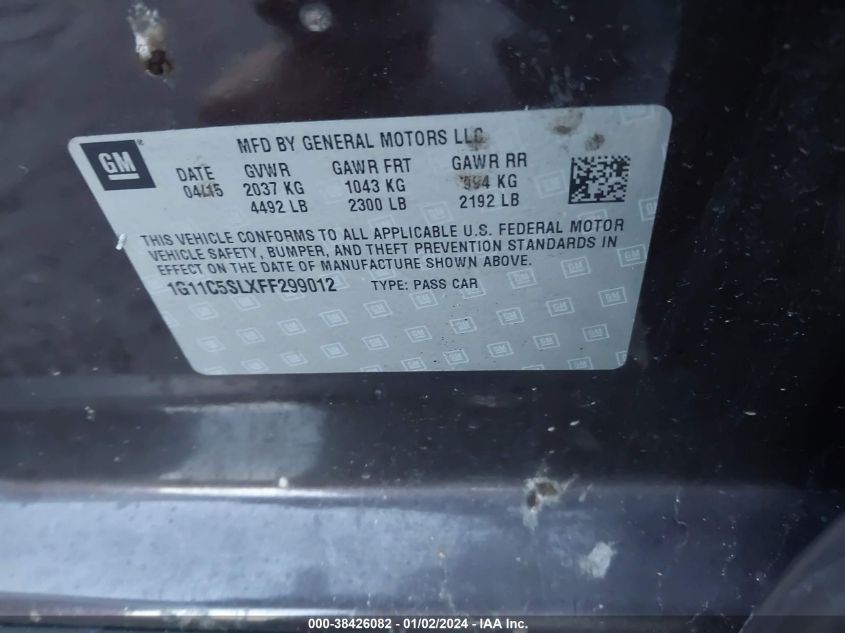 GM
MFD BY GENERAL MOTORS LLC
DATE GVWR GAWR FRT GAWR RR
04/15 2037 KG 1043 KG 994 KG
4492 LB 2300 LB 2192 LB
THIS VEHICLE CONFORMS TO ALL APPLICABLE U.S. FEDERAL MOTOR
VEHICLE SAFETY, BUMPER, AND THEFT PREVENTION STANDARDS IN
EFFECT ON THE DATE OF MANUFACTURE SHOWN ABOVE.
1G11C5SLXFF299012 TYPE: PASS CAR
000-38426082 - 01/02/2024 - IAA Inc.